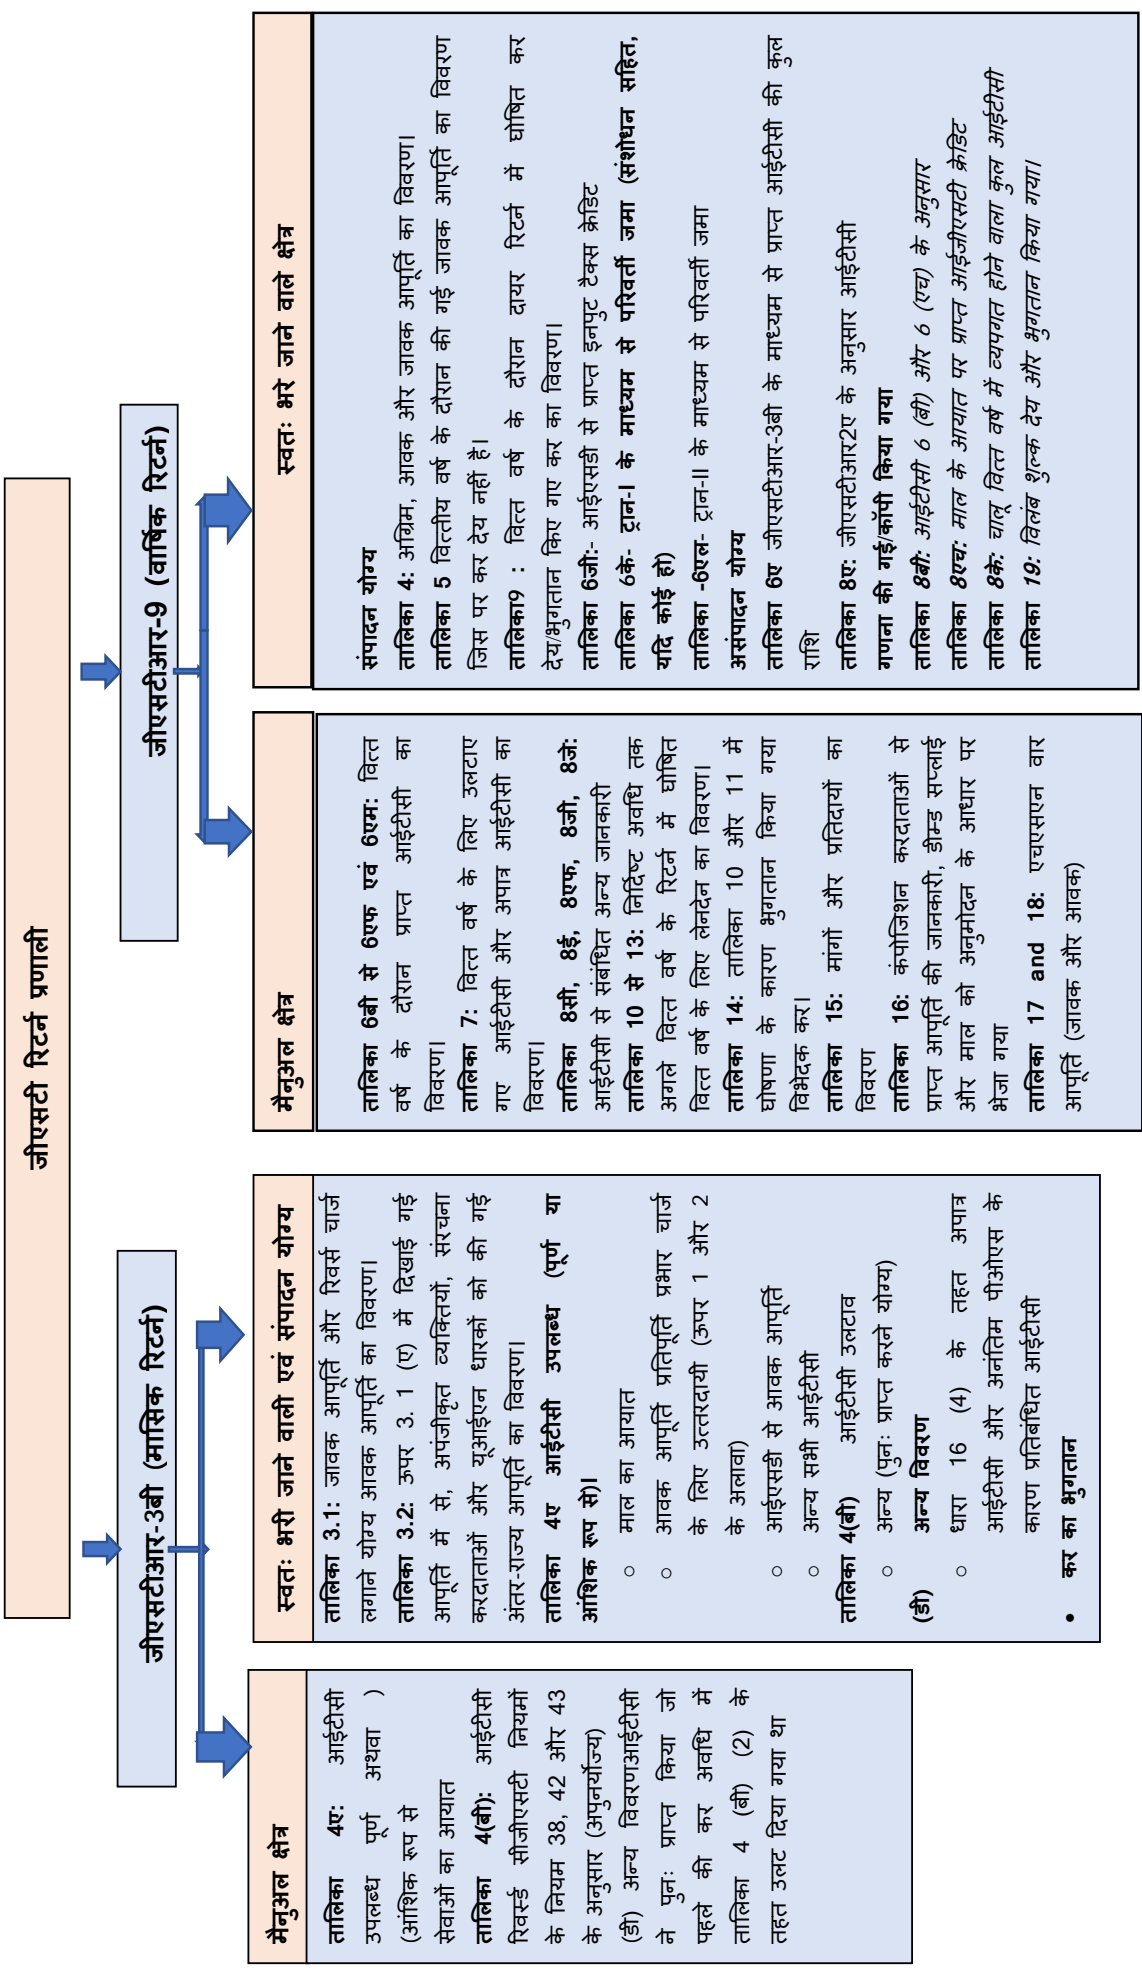 जीएसटी रिटर्न प्रणाली
जीएसटीआर-3बी (मासिक रिटर्न)
जीएसटीआर-9 (वार्षिक रिटर्न)
मैनुअल क्षेत्र
तालिका 4ए: आईटीसी
उपलब्ध पूर्ण अथवा )
(आंशिक रूप से
सेवाओं का आयात
तालिका 4(बी): आईटीसी
रिवर्स्ड सीजीएसटी नियमों
के नियम 38, 42 और 43
के अनुसार (अपुनर्योज्य)
(डी) अन्य विवरणआईटीसी
ने पुनः प्राप्त किया जो
पहले की कर अवधि में
तालिका 4 (बी) (2) के
तहत उलट दिया गया था
स्वतः भरी जाने वाली एवं संपादन योग्य
तालिका 3.1: जावक आपूर्ति और रिवर्स चार्ज
लगाने योग्य आवक आपूर्ति का विवरण।
तालिका 3.2: ऊपर 3. 1 (ए) में दिखाई गई
आपूर्ति में से, अपंजीकृत व्यक्तियों, संरचना
करदाताओं और यूआईएन धारकों को की गई
अंतर-राज्य आपूर्ति का विवरण।
तालिका 4ए आईटीसी उपलब्ध (पूर्ण या
आंशिक रूप से)।
○ माल का आयात
○ आवक आपूर्ति प्रतिपूर्ति प्रभार चार्ज
के लिए उत्तरदायी (ऊपर 1 और 2
के अलावा)
○ आईएसडी से आवक आपूर्ति
○ अन्य सभी आईटीसी
तालिका 4(बी) आईटीसी उलटाव
○ अन्य (पुनः प्राप्त करने योग्य)
(डी) अन्य विवरण
○ धारा 16 (4) के तहत अपात्र
आईटीसी और अनंतिम पीओएस के
कारण प्रतिबंधित आईटीसी
• कर का भुगतान
मैनुअल क्षेत्र
तालिका 6बी से 6एफ एवं 6एम: वित्त
वर्ष के दौरान प्राप्त आईटीसी का
विवरण।
तालिका 7: वित्त वर्ष के लिए उलटाए
गए आईटीसी और अपात्र आईटीसी का
विवरण।
तालिका 8सी, 8ई, 8एफ, 8जी, 8जे:
आईटीसी से संबंधित अन्य जानकारी
तालिका 10 से 13: निर्दिष्ट अवधि तक
अगले वित्त वर्ष के रिटर्न में घोषित
वित्त वर्ष के लिए लेनदेन का विवरण।
तालिका 14: तालिका 10 और 11 में
घोषणा के कारण भुगतान किया गया
विभेदक कर।
तालिका 15: मांगों और प्रतिदायों का
विवरण
तालिका 16: कंपोजिशन करदाताओं से
प्राप्त आपूर्ति की जानकारी, डीम्ड सप्लाई
और माल को अनुमोदन के आधार पर
भेजा गया
तालिका 17 and 18: एचएसएन वार
आपूर्ति (जावक और आवक)
स्वतः भरे जाने वाले क्षेत्र
संपादन योग्य
तालिका 4: अग्रिम, आवक और जावक आपूर्ति का विवरण।
तालिका 5 वित्तीय वर्ष के दौरान की गई जावक आपूर्ति का विवरण
जिस पर कर देय नहीं है।
तालिका9 : वित्त वर्ष के दौरान दायर रिटर्न में घोषित कर
देय/भुगतान किए गए कर का विवरण।
तालिका 6जी:- आईएसडी से प्राप्त इनपुट टैक्स क्रेडिट
तालिका 6के- ट्रान-I के माध्यम से परिवर्ती जमा (संशोधन सहित,
यदि कोई हो)
तालिका -6एल- ट्रान-II के माध्यम से परिवर्ती जमा
असंपादन योग्य
तालिका 6ए जीएसटीआर-3बी के माध्यम से प्राप्त आईटीसी की कुल
राशि
तालिका 8ए: जीएसटीआर2ए के अनुसार आईटीसी
गणना की गई/कॉपी किया गया
तालिका 8बी: आईटीसी 6 (बी) और 6 (एच) के अनुसार
तालिका 8एच: माल के आयात पर प्राप्त आईजीएसटी क्रेडिट
तालिका 8के: चालू वित्त वर्ष में व्यपगत होने वाला कुल आईटीसी
तालिका 19: विलंब शुल्क देय और भुगतान किया गया।